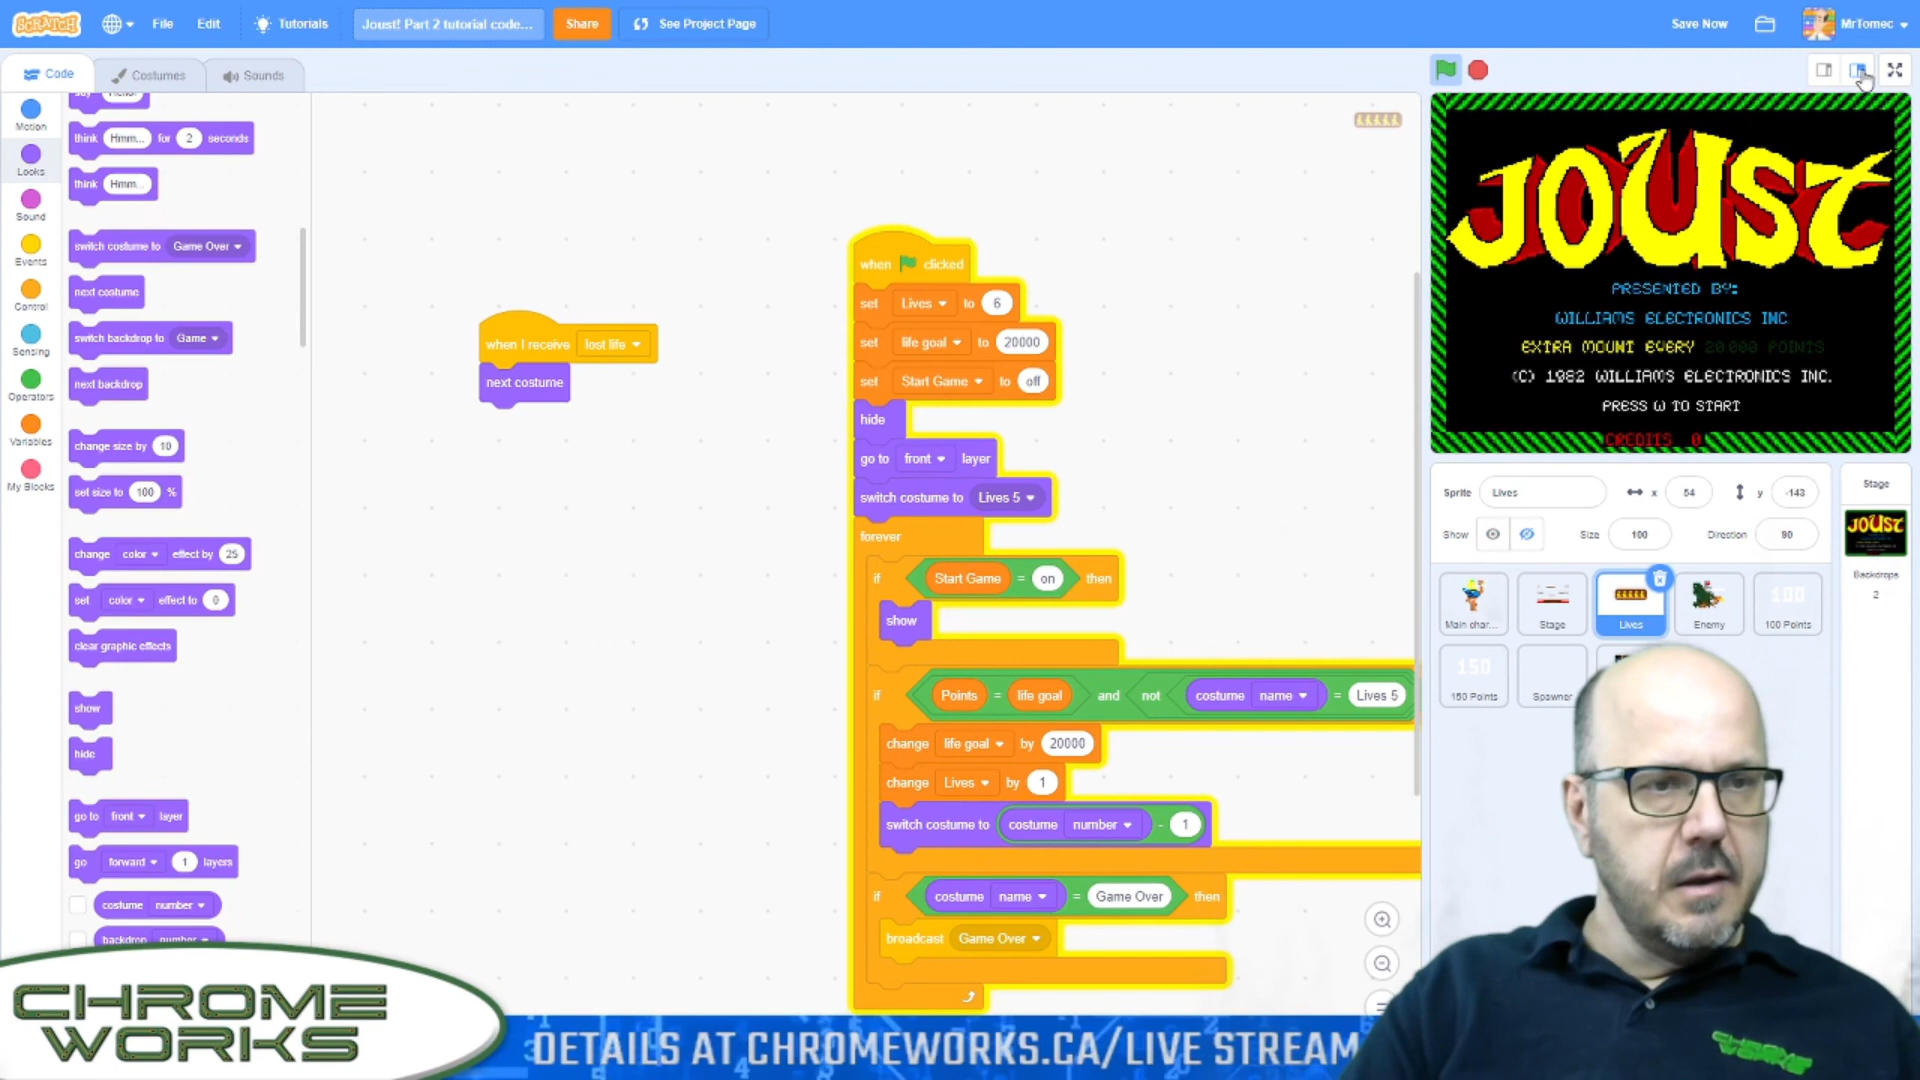 SCRATCH File Edit Tutorials Joust! Part 2 tutorial code... Share See Project Page Save Now MrTomec
Code Costumes Sounds
Motion
Looks
Sound
Events
Control
Sensing
Operators
Variables
My Blocks
say Hello!
think Hmm... for 2 seconds
think Hmm...
switch costume to Game Over
next costume
switch backdrop to Game
next backdrop
change size by 10
set size to 100 %
change color effect by 25
set color effect to 0
clear graphic effects
show
hide
go to front layer
go forward 1 layers
costume number
backdrop number
when I receive lost life
next costume
when clicked
set Lives to 6
set life goal to 20000
set Start Game to off
hide
go to front layer
switch costume to Lives 5
forever
if Start Game = on then
show
if Points = life goal and not costume name = Lives 5
change life goal by 20000
change Lives by 1
switch costume to costume number - 1
if costume name = Game Over then
broadcast Game Over
JOUST
PRESENTED BY:
WILLIAMS ELECTRONICS INC
EXTRA MOUNT EVERY 20000 POINTS
(C) 1982 WILLIAMS ELECTRONICS INC.
PRESS W TO START
CREDITS 0
Sprite Lives x 54 y -143
Show Size 100 Direction 90
Main char... Stage Lives Enemy 100 100 Points
150 150 Points Spawner
Stage
JOUST
Backdrops
2
CHROME
WORKS
DETAILS AT CHROMEWORKS.CA/LIVE STREAM
CHROME
WORKS